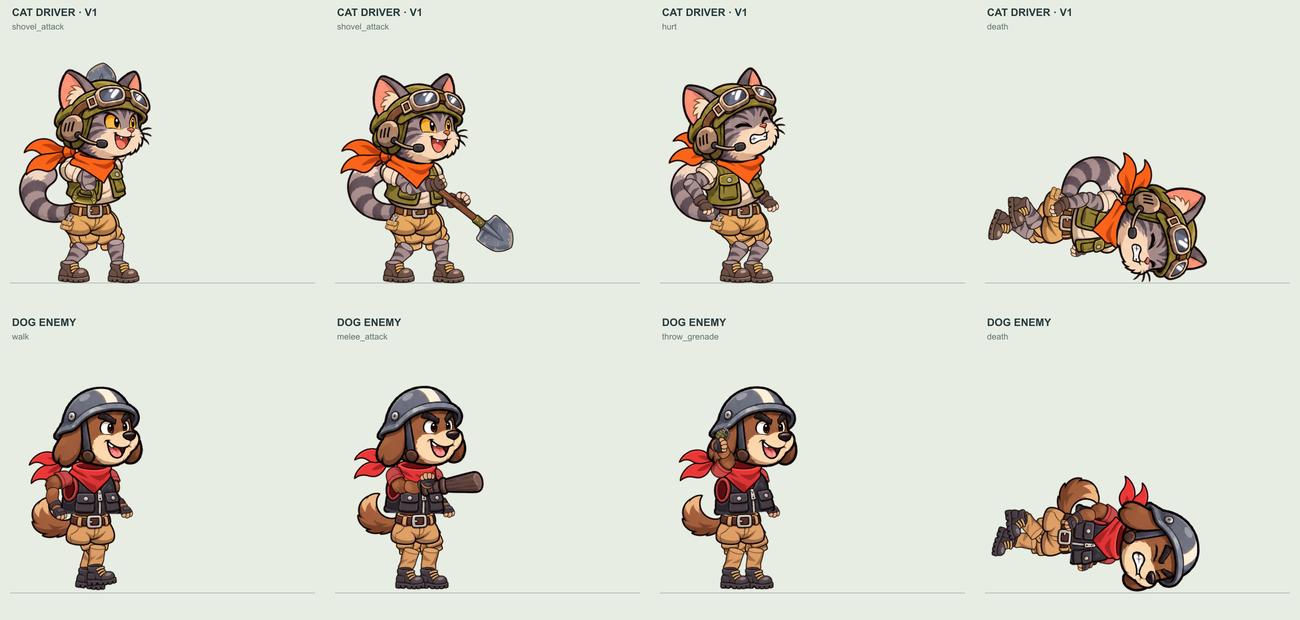 CAT DRIVER · V1
shovel_attack
CAT DRIVER · V1
shovel_attack
CAT DRIVER · V1
hurt
CAT DRIVER · V1
death
DOG ENEMY
walk
DOG ENEMY
melee_attack
DOG ENEMY
throw_grenade
DOG ENEMY
death